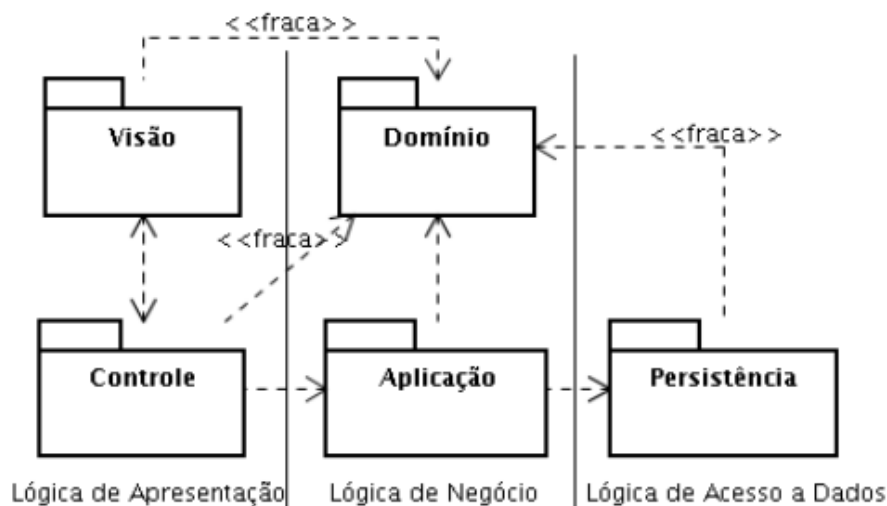 <<fraca>>
Visão
Domínio
<<fraca>>
<<fraca>>
Controle
Aplicação
Persistência
Lógica de Apresentação
Lógica de Negócio
Lógica de Acesso a Dados